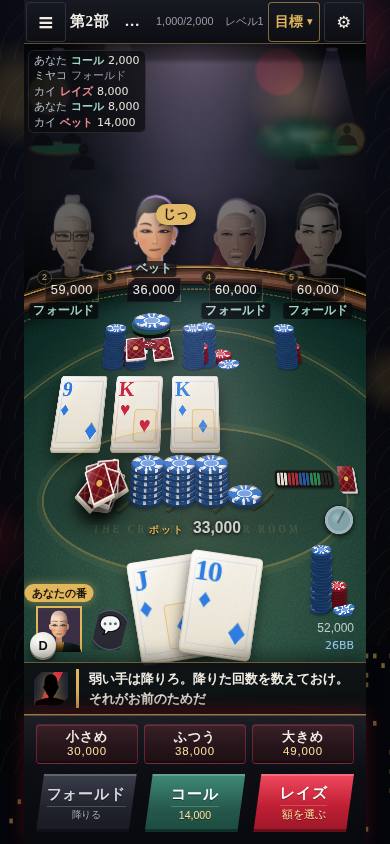 ☰ 第2部 … 1,000/2,000 レベル1 目標 ▾ ⚙
あなた コール 2,000
ミヤコ フォールド
カイ レイズ 8,000
あなた コール 8,000
カイ ベット 14,000
じっ
ベット
2 59,000
3 36,000
4 60,000
5 60,000
フォールド フォールド フォールド
9 K K
ポット 33,000
J 10
あなたの番
D
52,000
26BB
弱い手は降りろ。降りた回数を数えておけ。
それがお前のためだ
小さめ ふつう 大きめ
30,000 38,000 49,000
フォールド コール レイズ
降りる 14,000 額を選ぶ